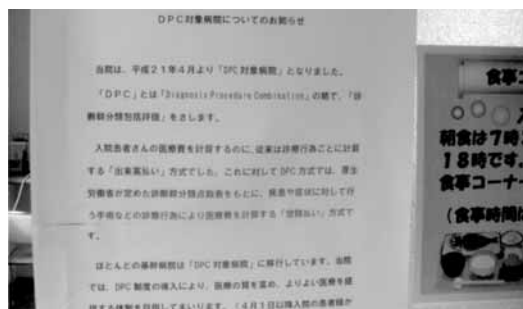 DPC対象病院についてのお知らせ
当院は、平成21年4月より「DPC対象病院」となりました。
「DPC」とは「Diagnosis Procedure Combination」の略で、「診
断群分類包括評価」をさします。
入院患者さんの医療費を計算するのに、従来は診療行為ごとに計算
する「出来高払い」方式でした。これに対してDPC方式では、厚生
労働省が定めた診断群分類点数表をもとに、病名や症状に対して行
う手術などの診療行為により医療費を計算する「包括払い」方式で
す。
ほとんどの基幹病院は「DPC対象病院」に移行しています。当院
では、DPC制度の導入により、医療の質を高め、よりよい医療を提
供する体制を目指してまいります。(4月1日以降入院の患者様が
食事
朝食は7時
18時です
食事コーナー
(食事時間